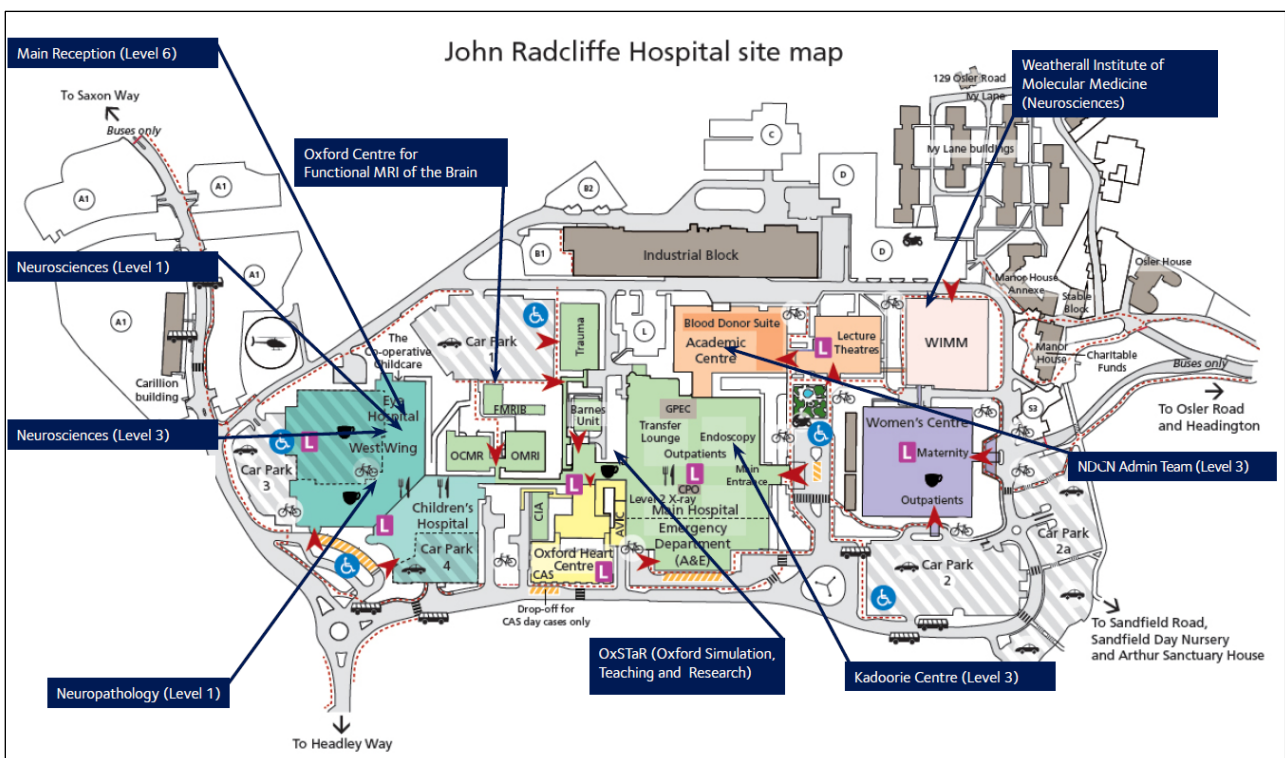 John Radcliffe Hospital site map
Main Reception (Level 6)
Weatherall Institute of
Molecular Medicine
(Neurosciences)
129 Osler Road
Ivy Lane
To Saxon Way
Buses only
Oxford Centre for
Functional MRI of the Brain
Ivy Lane buildings
C
D
A1
A1
B2
Neurosciences (Level 1)
A1
B1
Industrial Block
D
Manor House
Annexe
Osler House
Stable
Block
A1
L
Blood Donor Suite
Academic
Centre
L
Lecture
Theatres
WIMM
Manor
House
Charitable
Funds
Buses only
Car Park
1
Trauma
The
Co-operative
Childcare
Carillion
building
Eye
Hospital
FMRIB
Barnes
Unit
GPEC
Transfer
Lounge
Endoscopy
Outpatients
S3
To Osler Road
and Headington
Neurosciences (Level 3)
L
West Wing
Car Park
3
OCMR
OMRI
Women's Centre
L
Maternity
NDCN Admin Team (Level 3)
L
Main
Entrance
L
CPO
Level 2 X-ray
Main Hospital
Outpatients
Children's
Hospital
L
CIA
AVIC
Emergency
Department
(A&E)
Car Park
4
Oxford Heart
Centre
CAS
L
Car Park
2a
Car Park
2
Drop-off for
CAS day cases only
To Sandfield Road,
Sandfield Day Nursery
and Arthur Sanctuary House
OxSTaR (Oxford Simulation,
Teaching and Research)
Kadoorie Centre (Level 3)
Neuropathology (Level 1)
To Headley Way